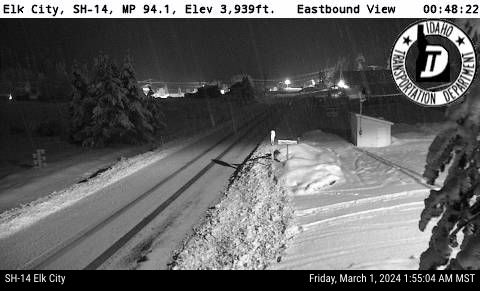 Elk City, SH-14, MP 94.1, Elev 3,939ft. Eastbound View 00:48:22
IDAHO
TRANSPORTATION DEPARTMENT
SH-14 Elk City Friday, March 1, 2024 1:55:04 AM MST